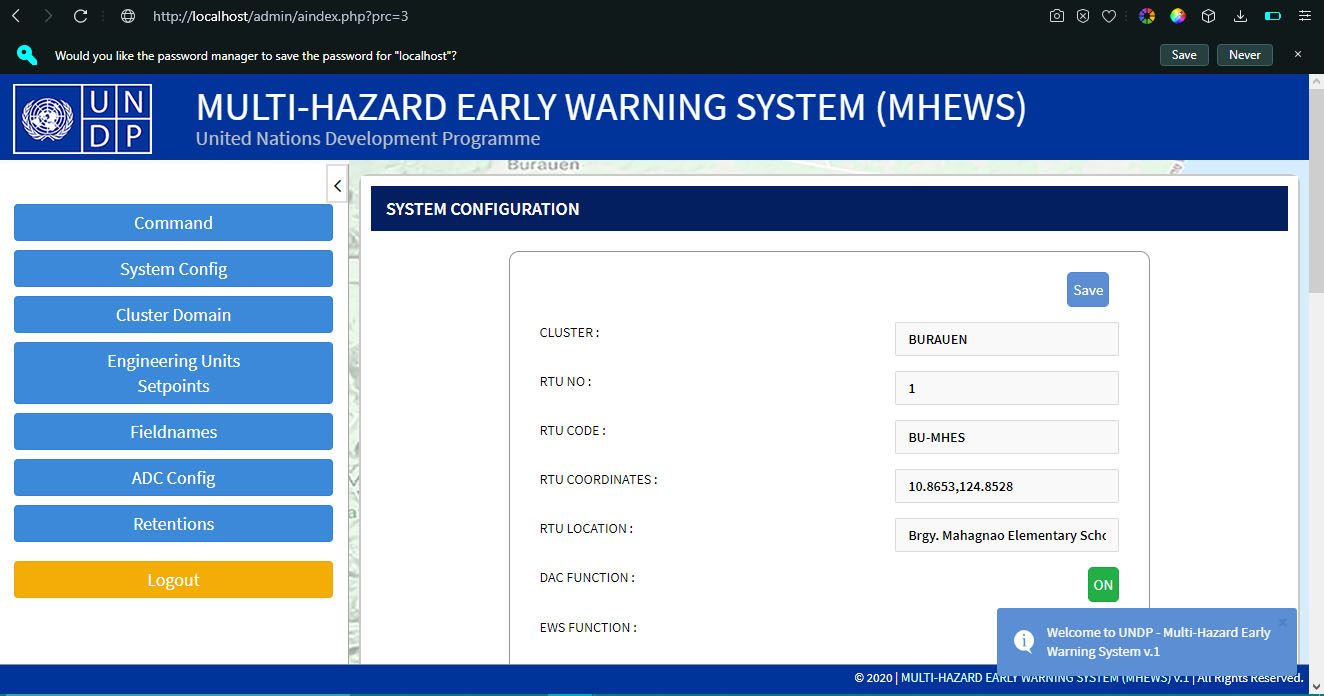 http://localhost/admin/aindex.php?prc=3
Would you like the password manager to save the password for "localhost"?
Save
Never
U N
D P
MULTI-HAZARD EARLY WARNING SYSTEM (MHEWS)
United Nations Development Programme
Burauen
Command
System Config
Cluster Domain
Engineering Units
Setpoints
Fieldnames
ADC Config
Retentions
Logout
SYSTEM CONFIGURATION
Save
CLUSTER :
BURAUEN
RTU NO :
1
RTU CODE :
BU-MHES
RTU COORDINATES :
10.8653,124.8528
RTU LOCATION :
Brgy. Mahagnao Elementary Scho
DAC FUNCTION :
ON
EWS FUNCTION :
Welcome to UNDP - Multi-Hazard Early
Warning System v.1
© 2020 | MULTI-HAZARD EARLY WARNING SYSTEM (MHEWS) v.1 | All Rights Reserved.